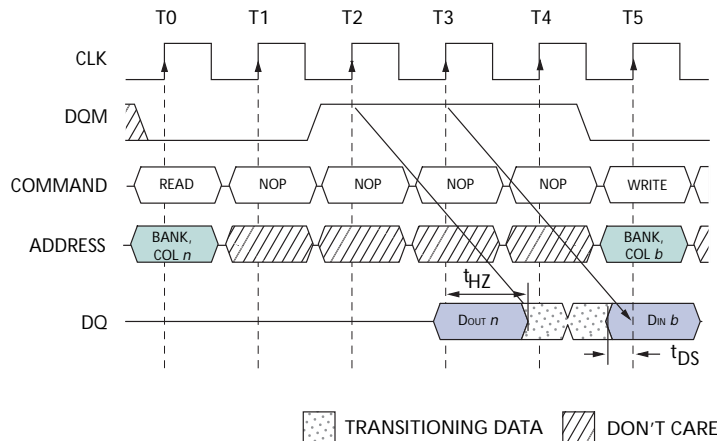 T0 T1 T2 T3 T4 T5
CLK
DQM
COMMAND READ NOP NOP NOP NOP WRITE
ADDRESS BANK, COL n BANK, COL b
tHZ
DQ DOUT n DIN b
tDS
TRANSITIONING DATA DON'T CARE